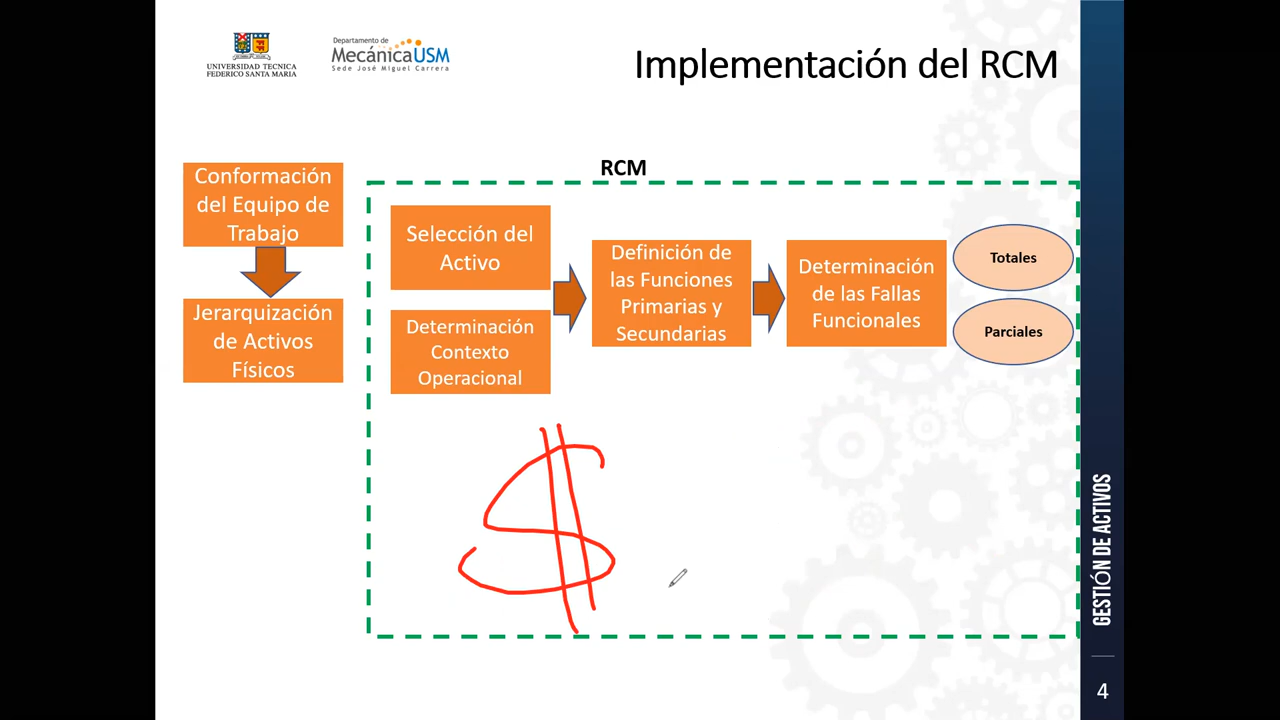 UNIVERSIDAD TECNICA
FEDERICO SANTA MARIA
Departamento de
MecánicaUSM
Sede José Miguel Carrera
Implementación del RCM
Conformación
del Equipo de
Trabajo
Jerarquización
de Activos
Físicos
RCM
Selección del
Activo
Determinación
Contexto
Operacional
Definición de
las Funciones
Primarias y
Secundarias
Determinación
de las Fallas
Funcionales
Totales
Parciales
$
GESTIÓN DE ACTIVOS
4